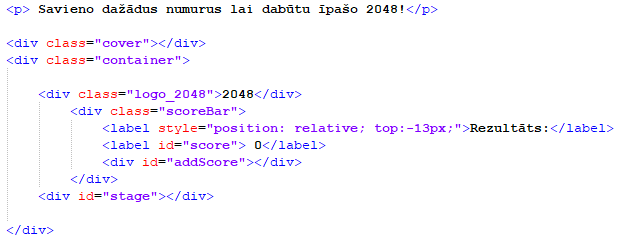 <p> Savieno dažādus numurus lai dabūtu īpašo 2048!</p>
<div class="cover"></div>
<div class="container">
<div class="logo_2048">2048</div>
<div class="scoreBar">
<label style="position: relative; top:-13px;">Rezultāts:</label>
<label id="score"> 0</label>
<div id="addScore"></div>
</div>
<div id="stage"></div>
</div>